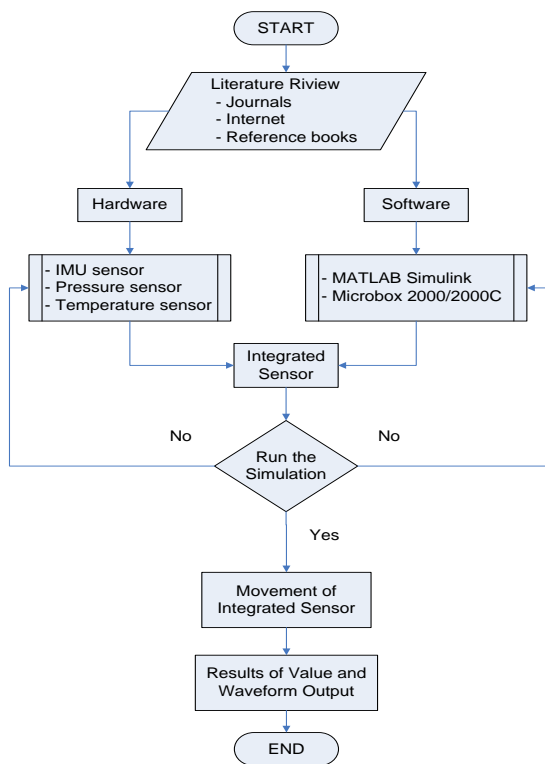 START
Literature Riview
- Journals
- Internet
- Reference books
Hardware
Software
- IMU sensor
- Pressure sensor
- Temperature sensor
- MATLAB Simulink
- Microbox 2000/2000C
Integrated
Sensor
No
Run the
Simulation
No
Yes
Movement of
Integrated Sensor
Results of Value and
Waveform Output
END